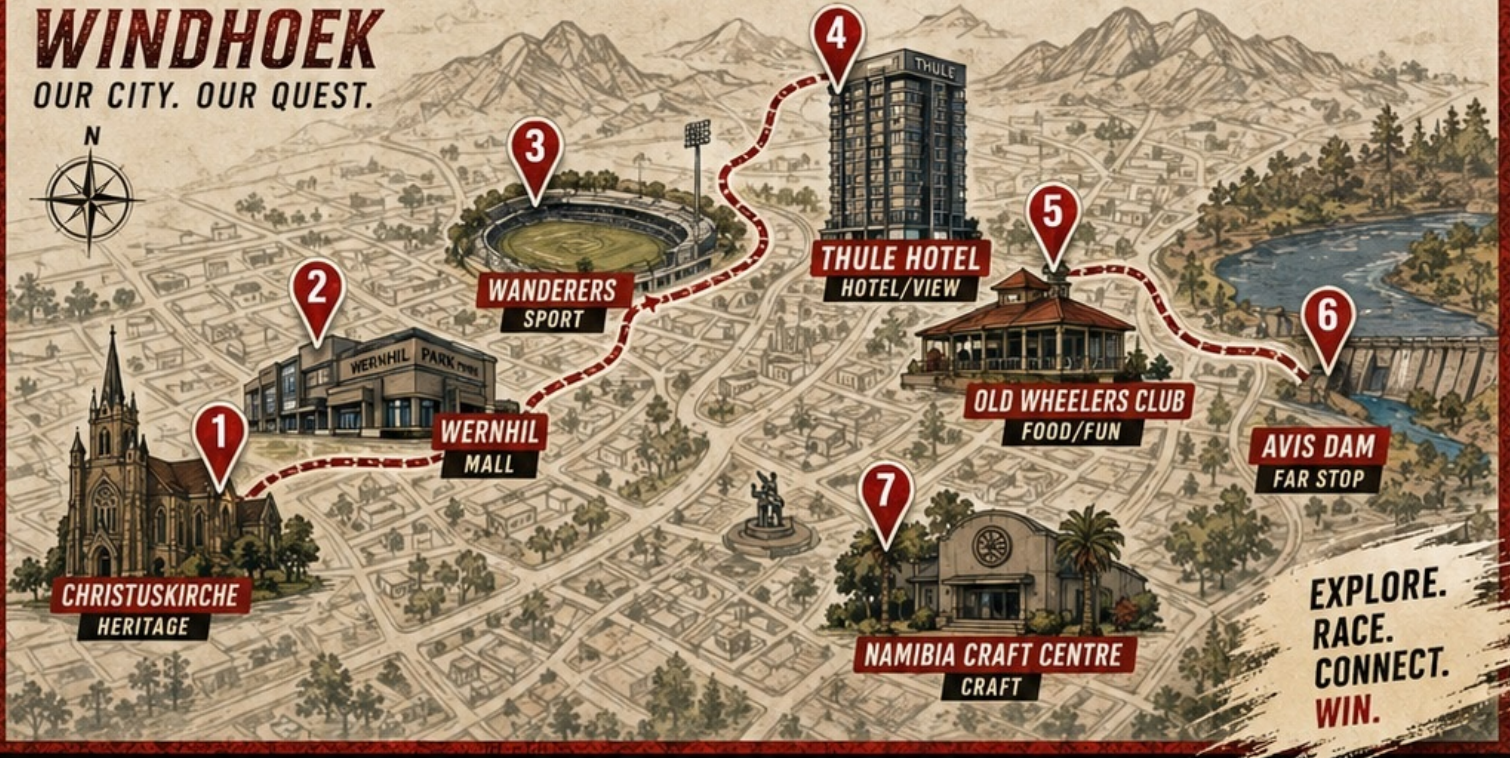 WINDHOEK
OUR CITY. OUR QUEST.
N
4
THULE
3
5
THULE HOTEL
HOTEL/VIEW
2
WANDERERS
SPORT
6
WERNHIL PARK
1
OLD WHEELERS CLUB
FOOD/FUN
WERNHIL
MALL
AVIS DAM
FAR STOP
7
CHRISTUSKIRCHE
HERITAGE
NAMIBIA CRAFT CENTRE
CRAFT
EXPLORE.
RACE.
CONNECT.
WIN.